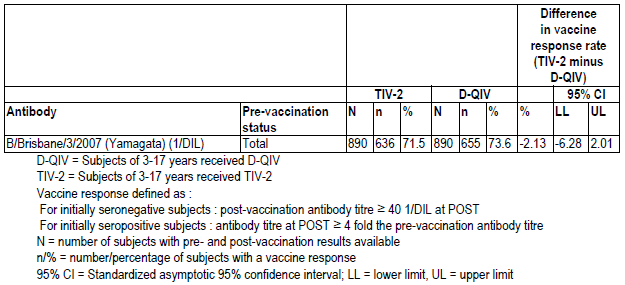 Difference
in vaccine
response rate
(TIV-2 minus
D-QIV)
TIV-2 D-QIV 95% CI
Antibody Pre-vaccination status N n % N n % % LL UL
B/Brisbane/3/2007 (Yamagata) (1/DIL) Total 890 636 71.5 890 655 73.6 -2.13 -6.28 2.01
D-QIV = Subjects of 3-17 years received D-QIV
TIV-2 = Subjects of 3-17 years received TIV-2
Vaccine response defined as :
For initially seronegative subjects : post-vaccination antibody titre ≥ 40 1/DIL at POST
For initially seropositive subjects : antibody titre at POST ≥ 4 fold the pre-vaccination antibody titre
N = number of subjects with pre- and post-vaccination results available
n/% = number/percentage of subjects with a vaccine response
95% CI = Standardized asymptotic 95% confidence interval; LL = lower limit, UL = upper limit